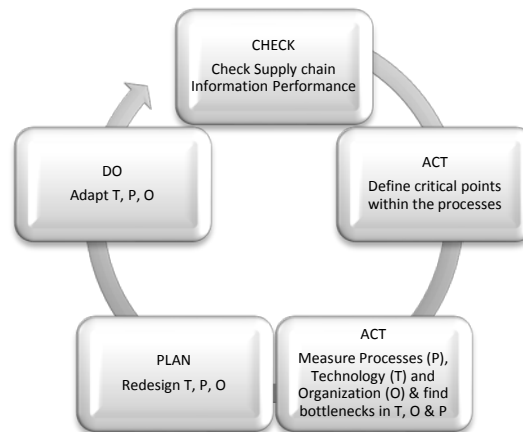 CHECK
Check Supply chain
Information Performance
ACT
Define critical points
within the processes
ACT
Measure Processes (P),
Technology (T) and
Organization (O) & find
bottlenecks in T, O & P
PLAN
Redesign T, P, O
DO
Adapt T, P, O